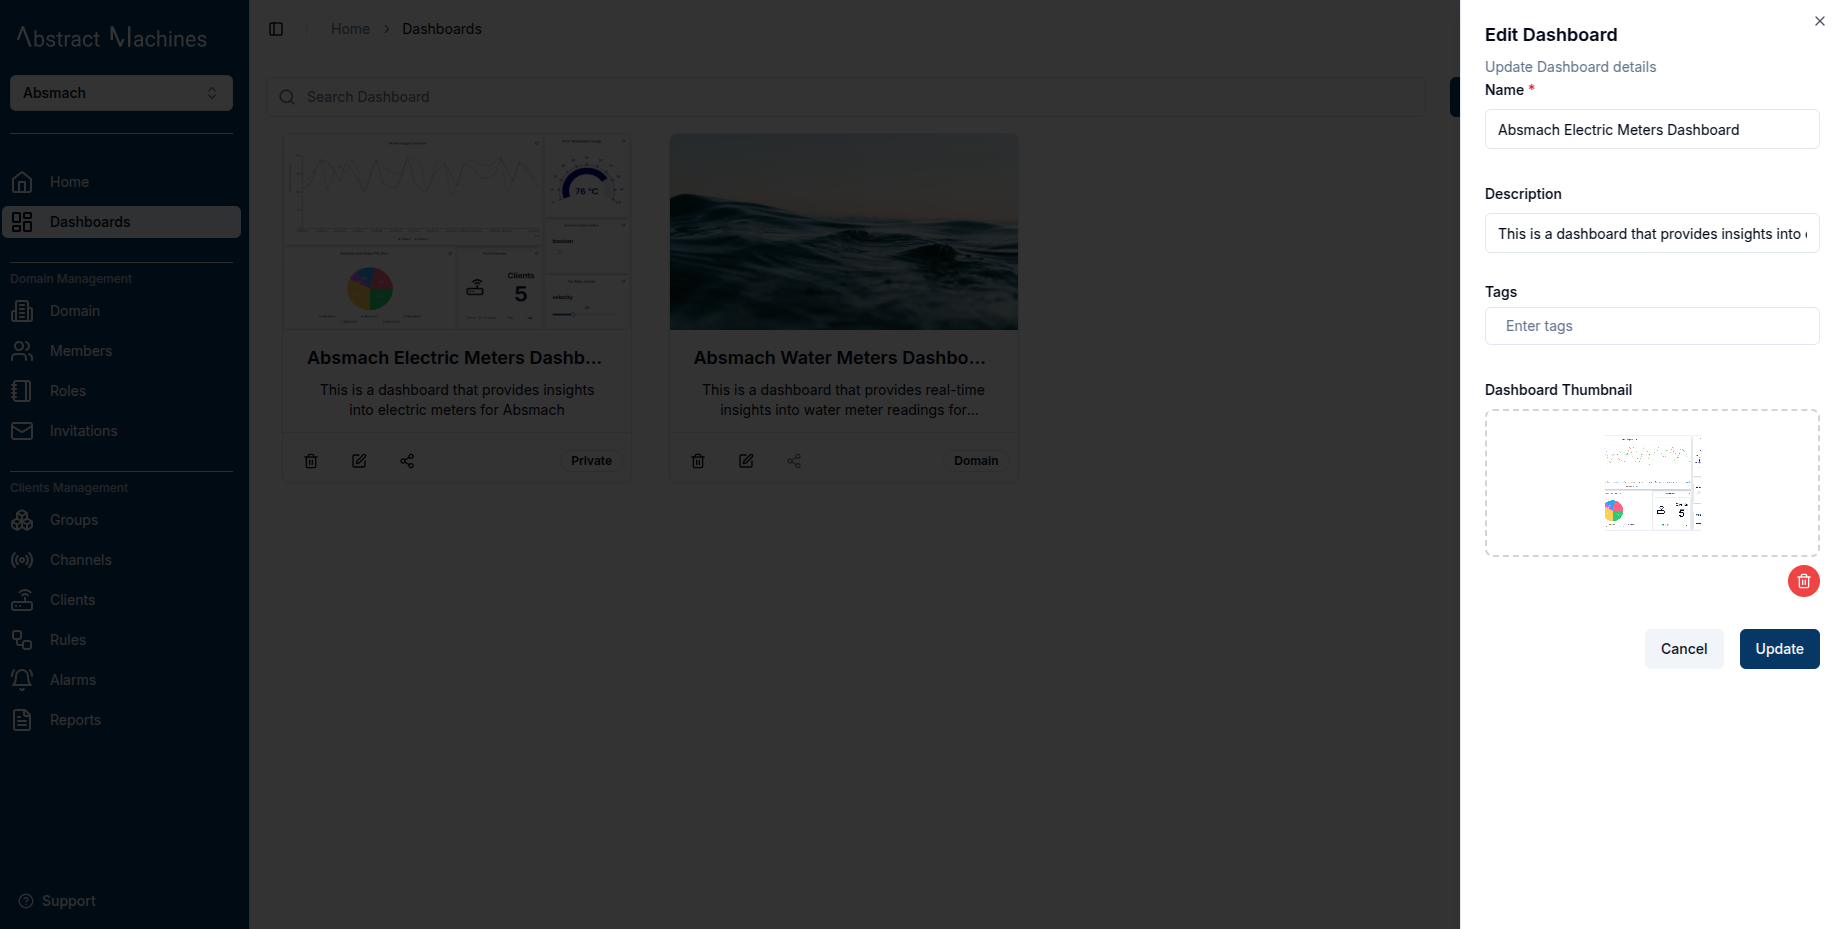 Abstract Machines
Absmach
Home
Dashboards
Domain Management
Domain
Members
Roles
Invitations
Clients Management
Groups
Channels
Clients
Rules
Alarms
Reports
Support
Home > Dashboards
Search Dashboard
76 °C
boolean
Clients
5
velocity
Absmach Electric Meters Dashb...
This is a dashboard that provides insights
into electric meters for Absmach
Private
Absmach Water Meters Dashbo...
This is a dashboard that provides real-time
insights into water meter readings for...
Domain
Edit Dashboard
Update Dashboard details
Name *
Absmach Electric Meters Dashboard
Description
This is a dashboard that provides insights into
Tags
Enter tags
Dashboard Thumbnail
5
Cancel
Update